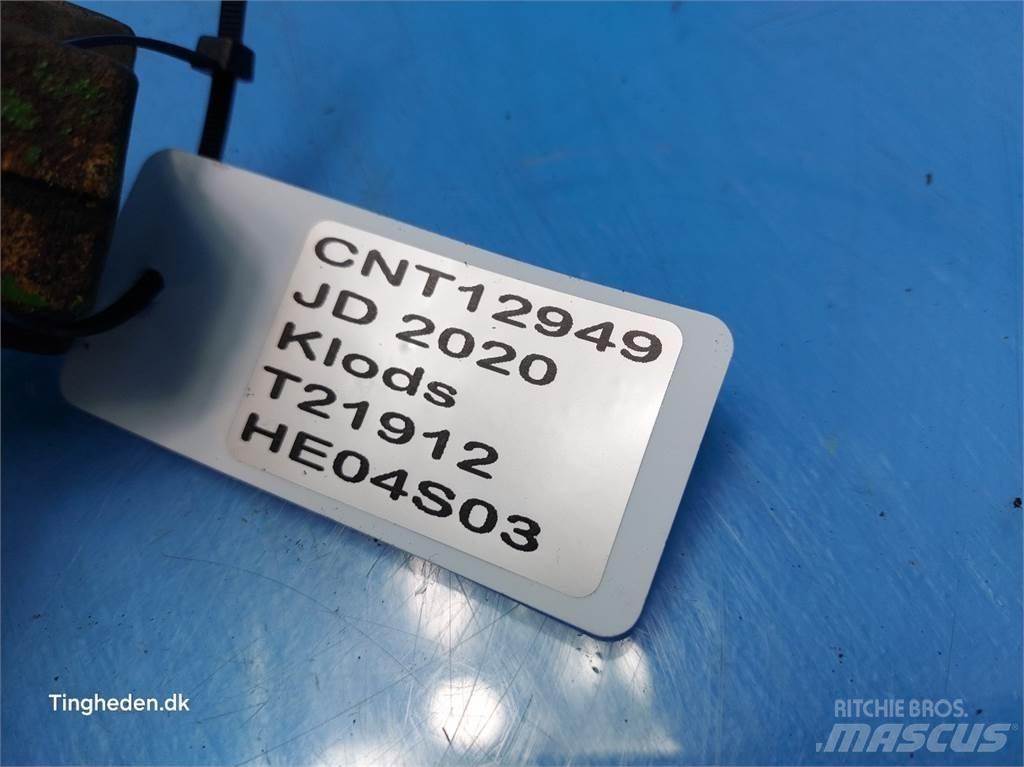 CNT12949
JD 2020
Klods
T21912
HE04S03
Tingheden.dk
RITCHIE BROS.
MASCUS